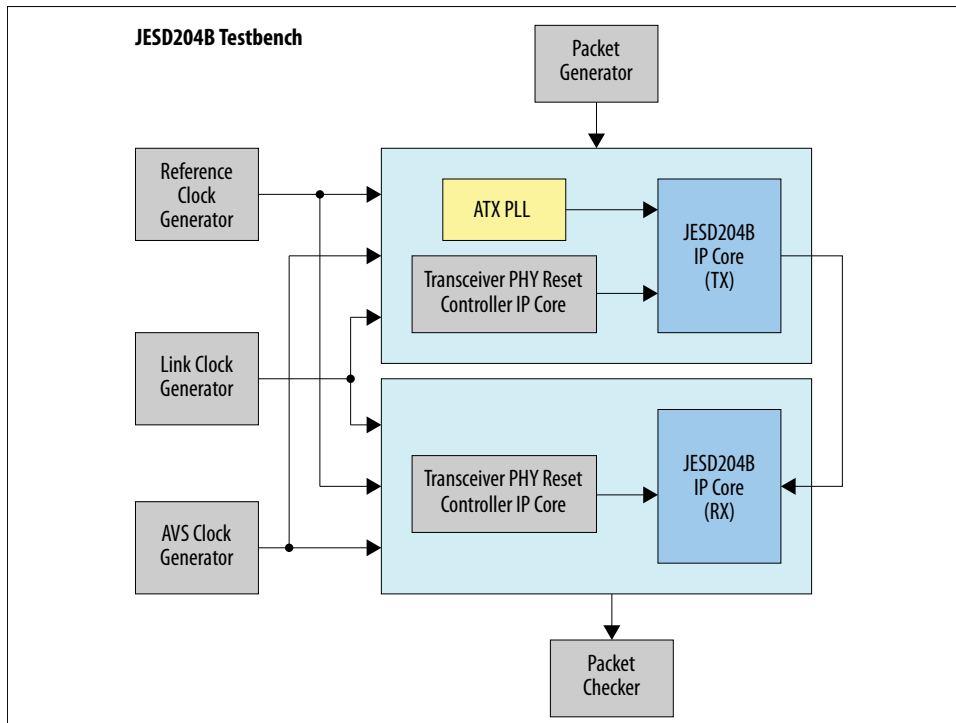 JESD204B Testbench
Packet
Generator
Reference
Clock
Generator
ATX PLL
JESD204B
IP Core
(TX)
Transceiver PHY Reset
Controller IP Core
Link Clock
Generator
Transceiver PHY Reset
Controller IP Core
JESD204B
IP Core
(RX)
AVS Clock
Generator
Packet
Checker